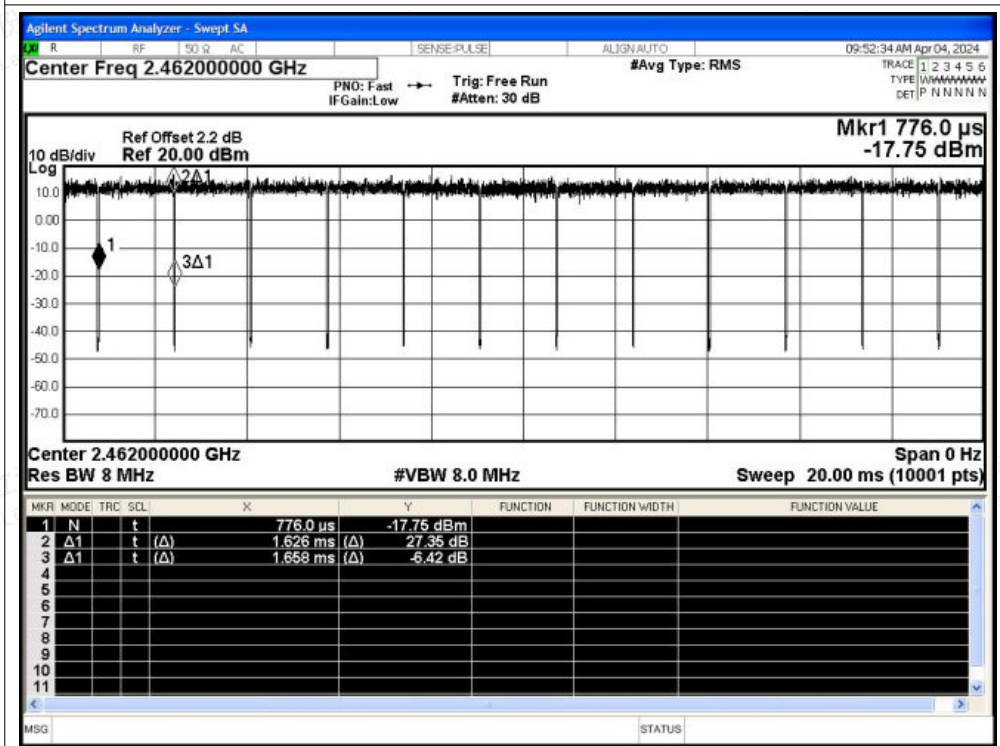 Agilent Spectrum Analyzer - Swept SA
LXI R RF 50 Ω AC SENSE:PULSE ALIGN AUTO 09:52:34 AM Apr 04, 2024
Center Freq 2.462000000 GHz #Avg Type: RMS TRACE 1 2 3 4 5 6
PNO: Fast Trig: Free Run TYPE WWWWWW
IFGain:Low #Atten: 30 dB DET P N N N N N
Mkr1 776.0 µs
Ref Offset 2.2 dB
10 dB/div Ref 20.00 dBm -17.75 dBm
Log
2Δ1
10.0
0.00
-10.0
1
3Δ1
-20.0
-30.0
-40.0
-50.0
-60.0
-70.0
Center 2.462000000 GHz Span 0 Hz
Res BW 8 MHz #VBW 8.0 MHz Sweep 20.00 ms (10001 pts)
MKR MODE TRC SCL X Y FUNCTION FUNCTION WIDTH FUNCTION VALUE
1 N t 776.0 µs -17.75 dBm
2 Δ1 t (Δ) 1.626 ms (Δ) 27.35 dB
3 Δ1 t (Δ) 1.658 ms (Δ) -6.42 dB
4
5
6
7
8
9
10
11
MSG STATUS